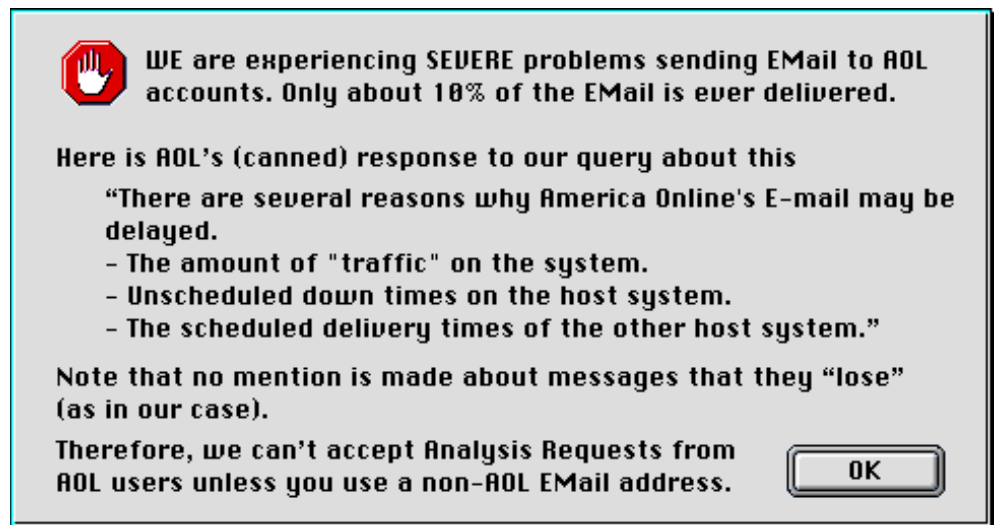 WE are experiencing SEVERE problems sending EMail to AOL
accounts. Only about 10% of the EMail is ever delivered.
Here is AOL's (canned) response to our query about this
“There are several reasons why America Online's E-mail may be
delayed.
- The amount of "traffic" on the system.
- Unscheduled down times on the host system.
- The scheduled delivery times of the other host system.”
Note that no mention is made about messages that they “lose”
(as in our case).
Therefore, we can’t accept Analysis Requests from
AOL users unless you use a non-AOL EMail address.
OK